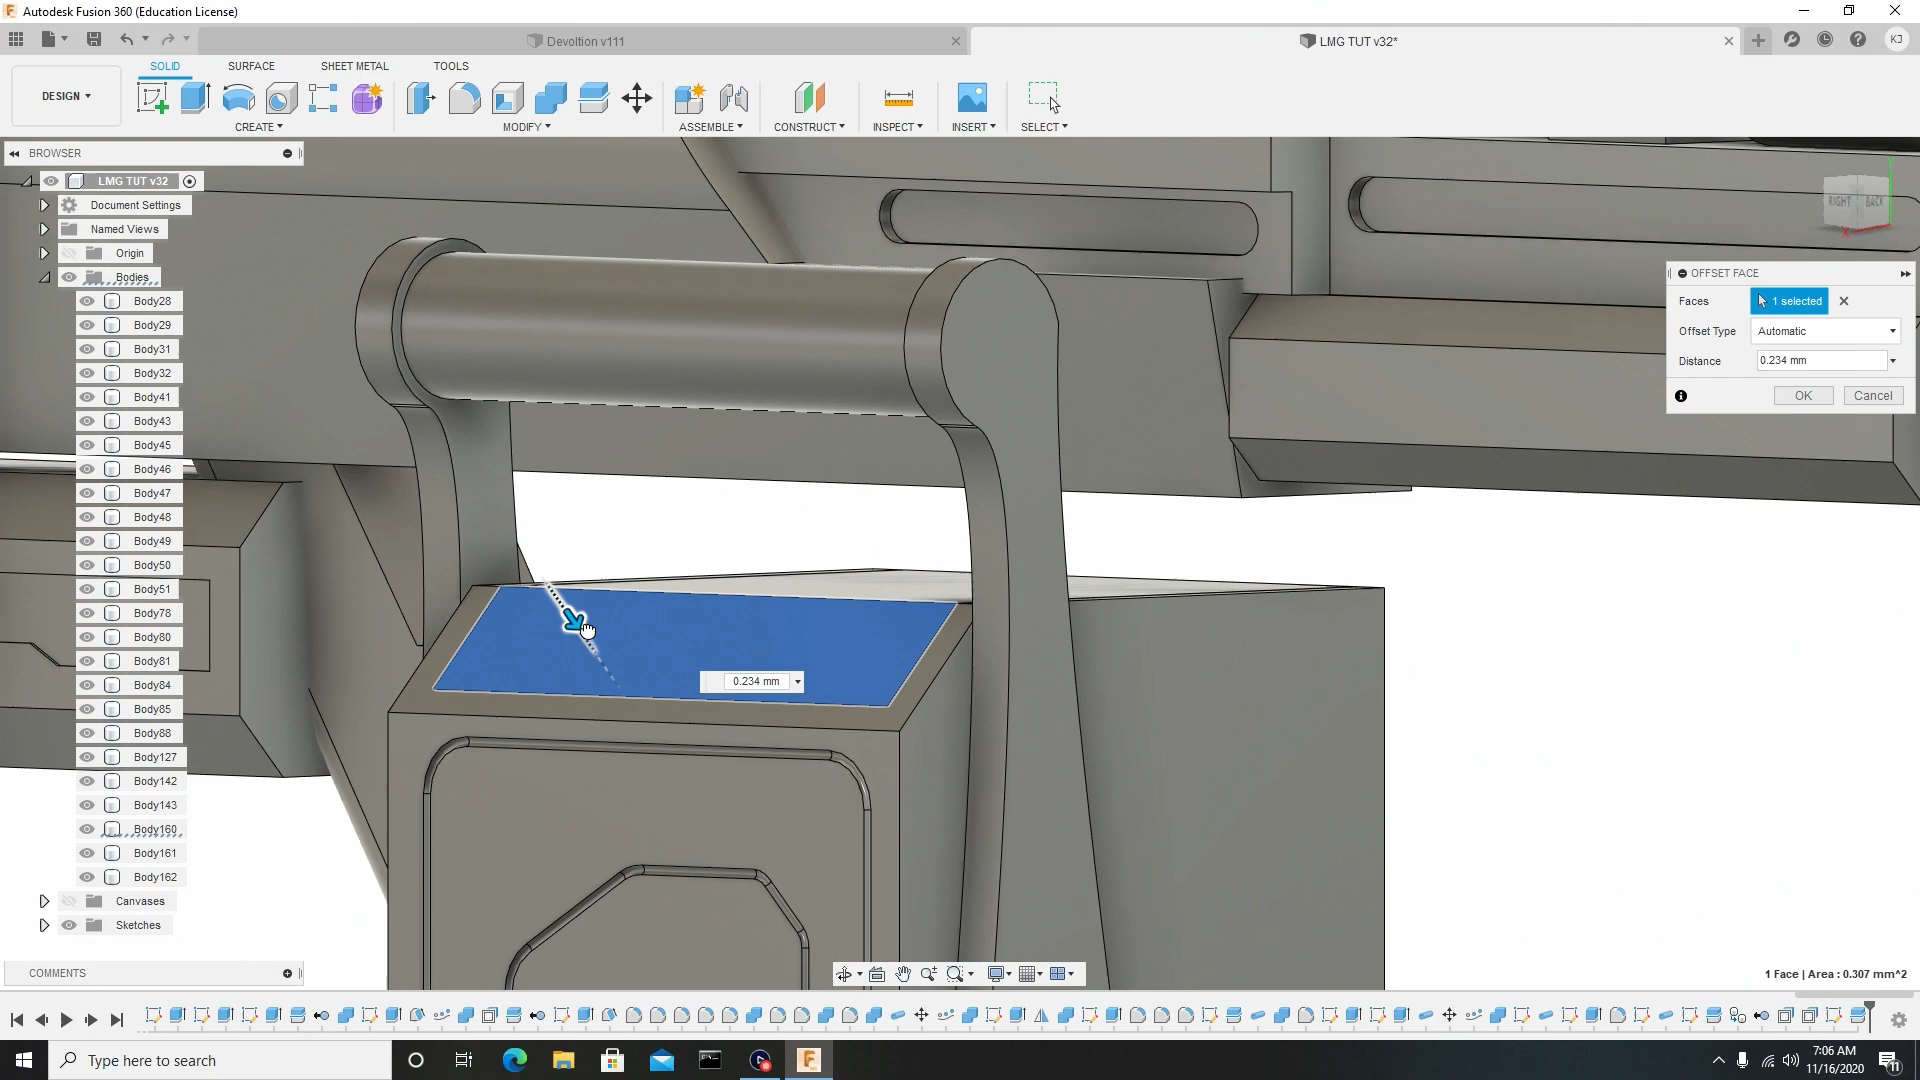 Autodesk Fusion 360 (Education License)
Devoltion v111
LMG TUT v32*
KJ
DESIGN
SOLID
SURFACE
SHEET METAL
TOOLS
CREATE
MODIFY
ASSEMBLE
CONSTRUCT
INSPECT
INSERT
SELECT
BROWSER
LMG TUT v32
Document Settings
Named Views
Origin
Bodies
Body28
Body29
Body31
Body32
Body41
Body43
Body45
Body46
Body47
Body48
Body49
Body50
Body51
Body78
Body80
Body81
Body84
Body85
Body88
Body127
Body142
Body143
Body160
Body161
Body162
Canvases
Sketches
COMMENTS
Y
RIGHT
BACK
X
OFFSET FACE
Faces
1 selected
Offset Type
Automatic
Distance
0.234 mm
OK
Cancel
0.234 mm
1 Face | Area : 0.307 mm^2
Type here to search
7:06 AM
11/16/2020
11